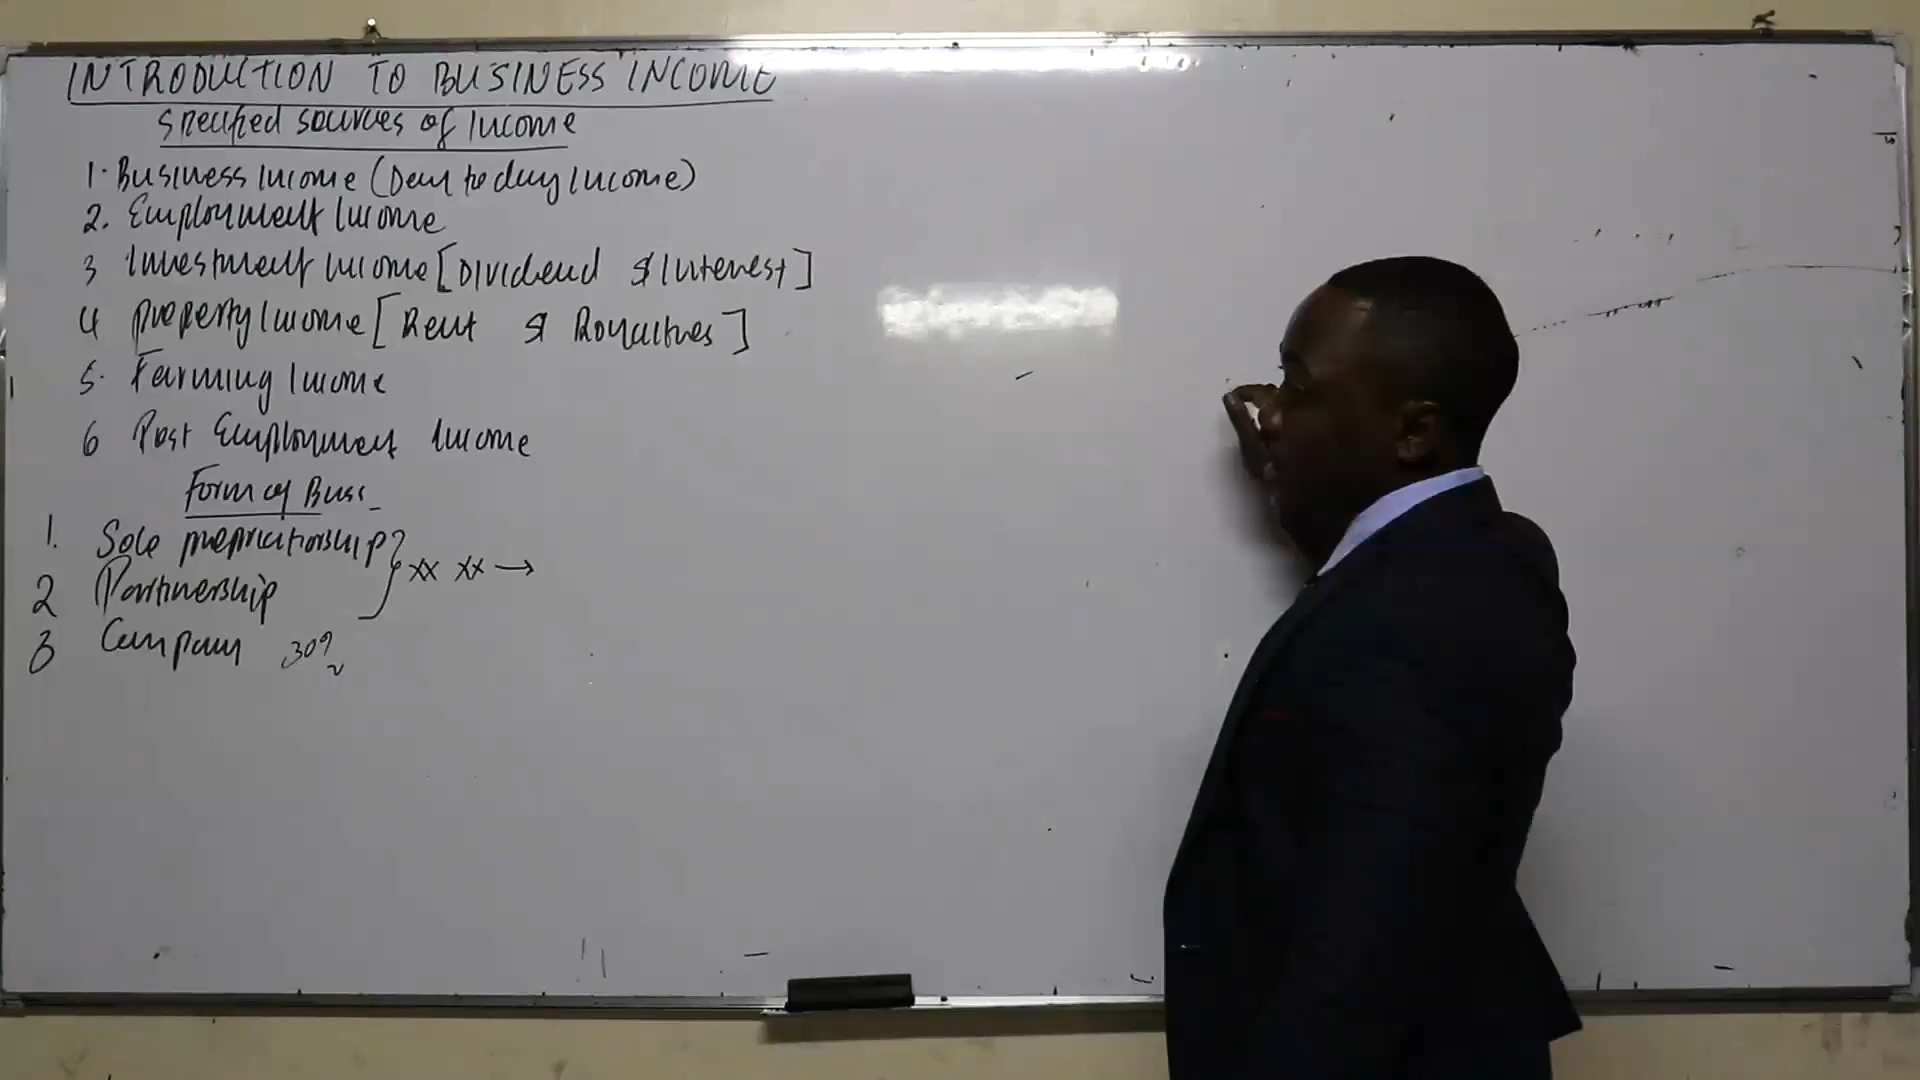 INTRODUCTION TO BUSINESS INCOME
Specified sources of Income
1. Business Income (Day to day Income)
2. Employment Income
3 Investment Income [Dividend & Interest]
4 Property Income [Rent & Royalties]
5. Farming Income
6 Post Employment Income
Form of Buss
1. Sole propriatorship
2 Partinership } xx xx →
3 Company 30%